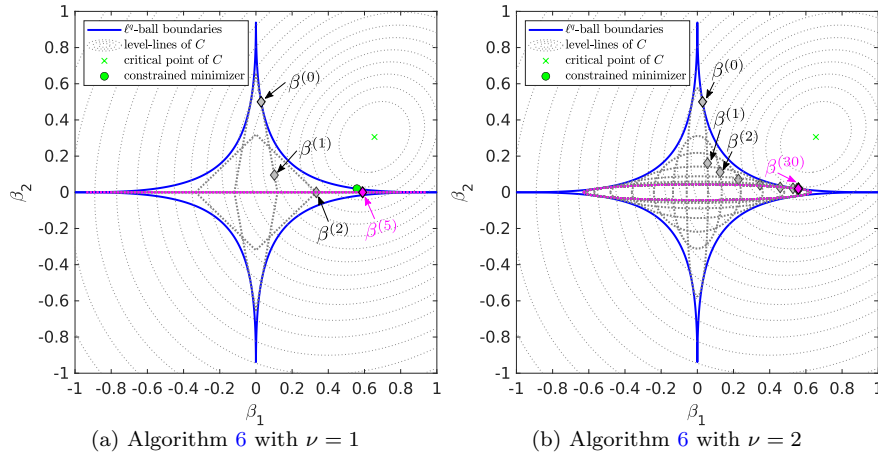 ℓ^q-ball boundaries
level-lines of C
critical point of C
constrained minimizer
β^(0)
β^(1)
β^(2)
β^(5)
1
0.8
0.6
0.4
0.2
0
-0.2
-0.4
-0.6
-0.8
-1
β_2
-1 -0.8 -0.6 -0.4 -0.2 0 0.2 0.4 0.6 0.8 1
β_1
(a) Algorithm 6 with ν = 1
ℓ^q-ball boundaries
level-lines of C
critical point of C
constrained minimizer
β^(0)
β^(1)
β^(2)
β^(30)
1
0.8
0.6
0.4
0.2
0
-0.2
-0.4
-0.6
-0.8
-1
β_2
-1 -0.8 -0.6 -0.4 -0.2 0 0.2 0.4 0.6 0.8 1
β_1
(b) Algorithm 6 with ν = 2